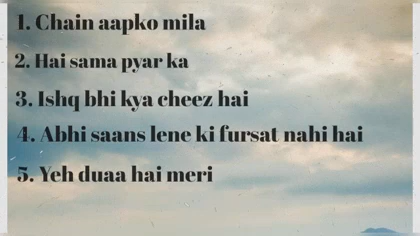 1. Chain aapko mila
2. Hai sama pyar ka
3. Ishq bhi kya cheez hai
4. Abhi saans lene ki fursat nahi hai
5. Yeh duaa hai meri